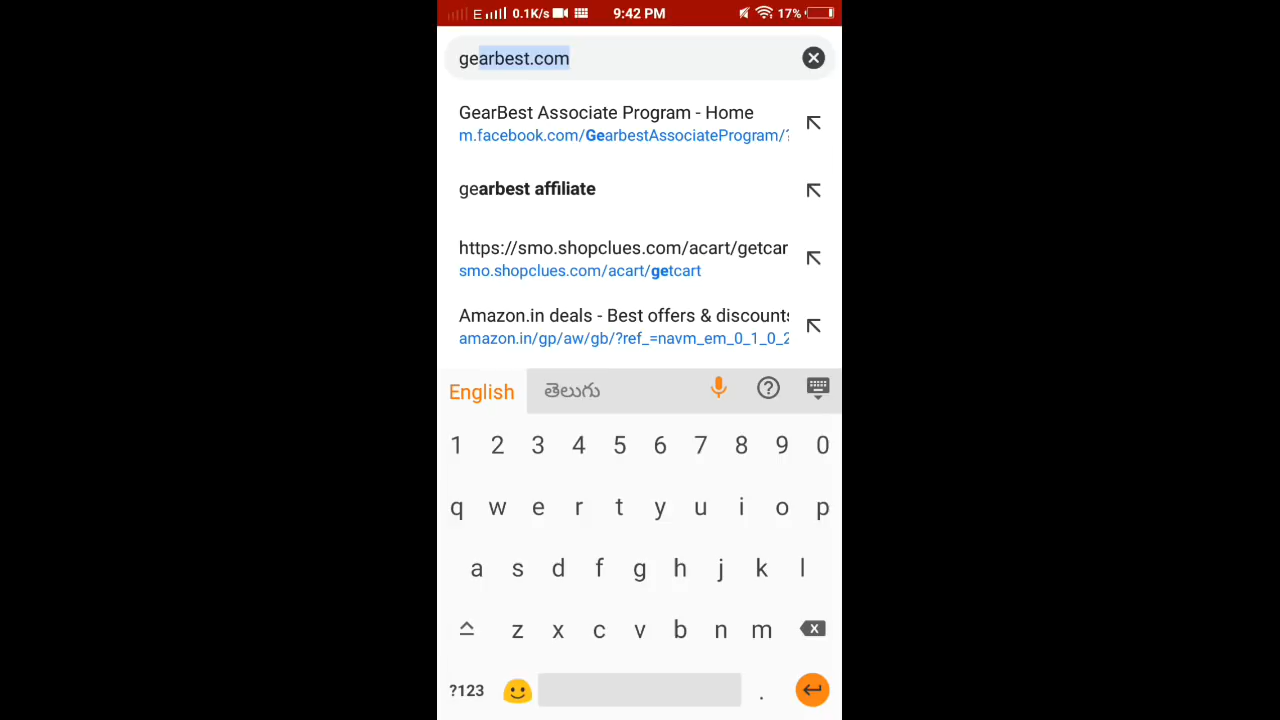 E 0.1K/s 9:42 PM 17%
gearbest.com
GearBest Associate Program - Home
m.facebook.com/GearbestAssociateProgram/?
gearbest affiliate
https://smo.shopclues.com/acart/getcar
smo.shopclues.com/acart/getcart
Amazon.in deals - Best offers & discounts
amazon.in/gp/aw/gb/?ref_=navm_em_0_1_0_2
English తెలుగు
1 2 3 4 5 6 7 8 9 0
q w e r t y u i o p
a s d f g h j k l
z x c v b n m
?123 .